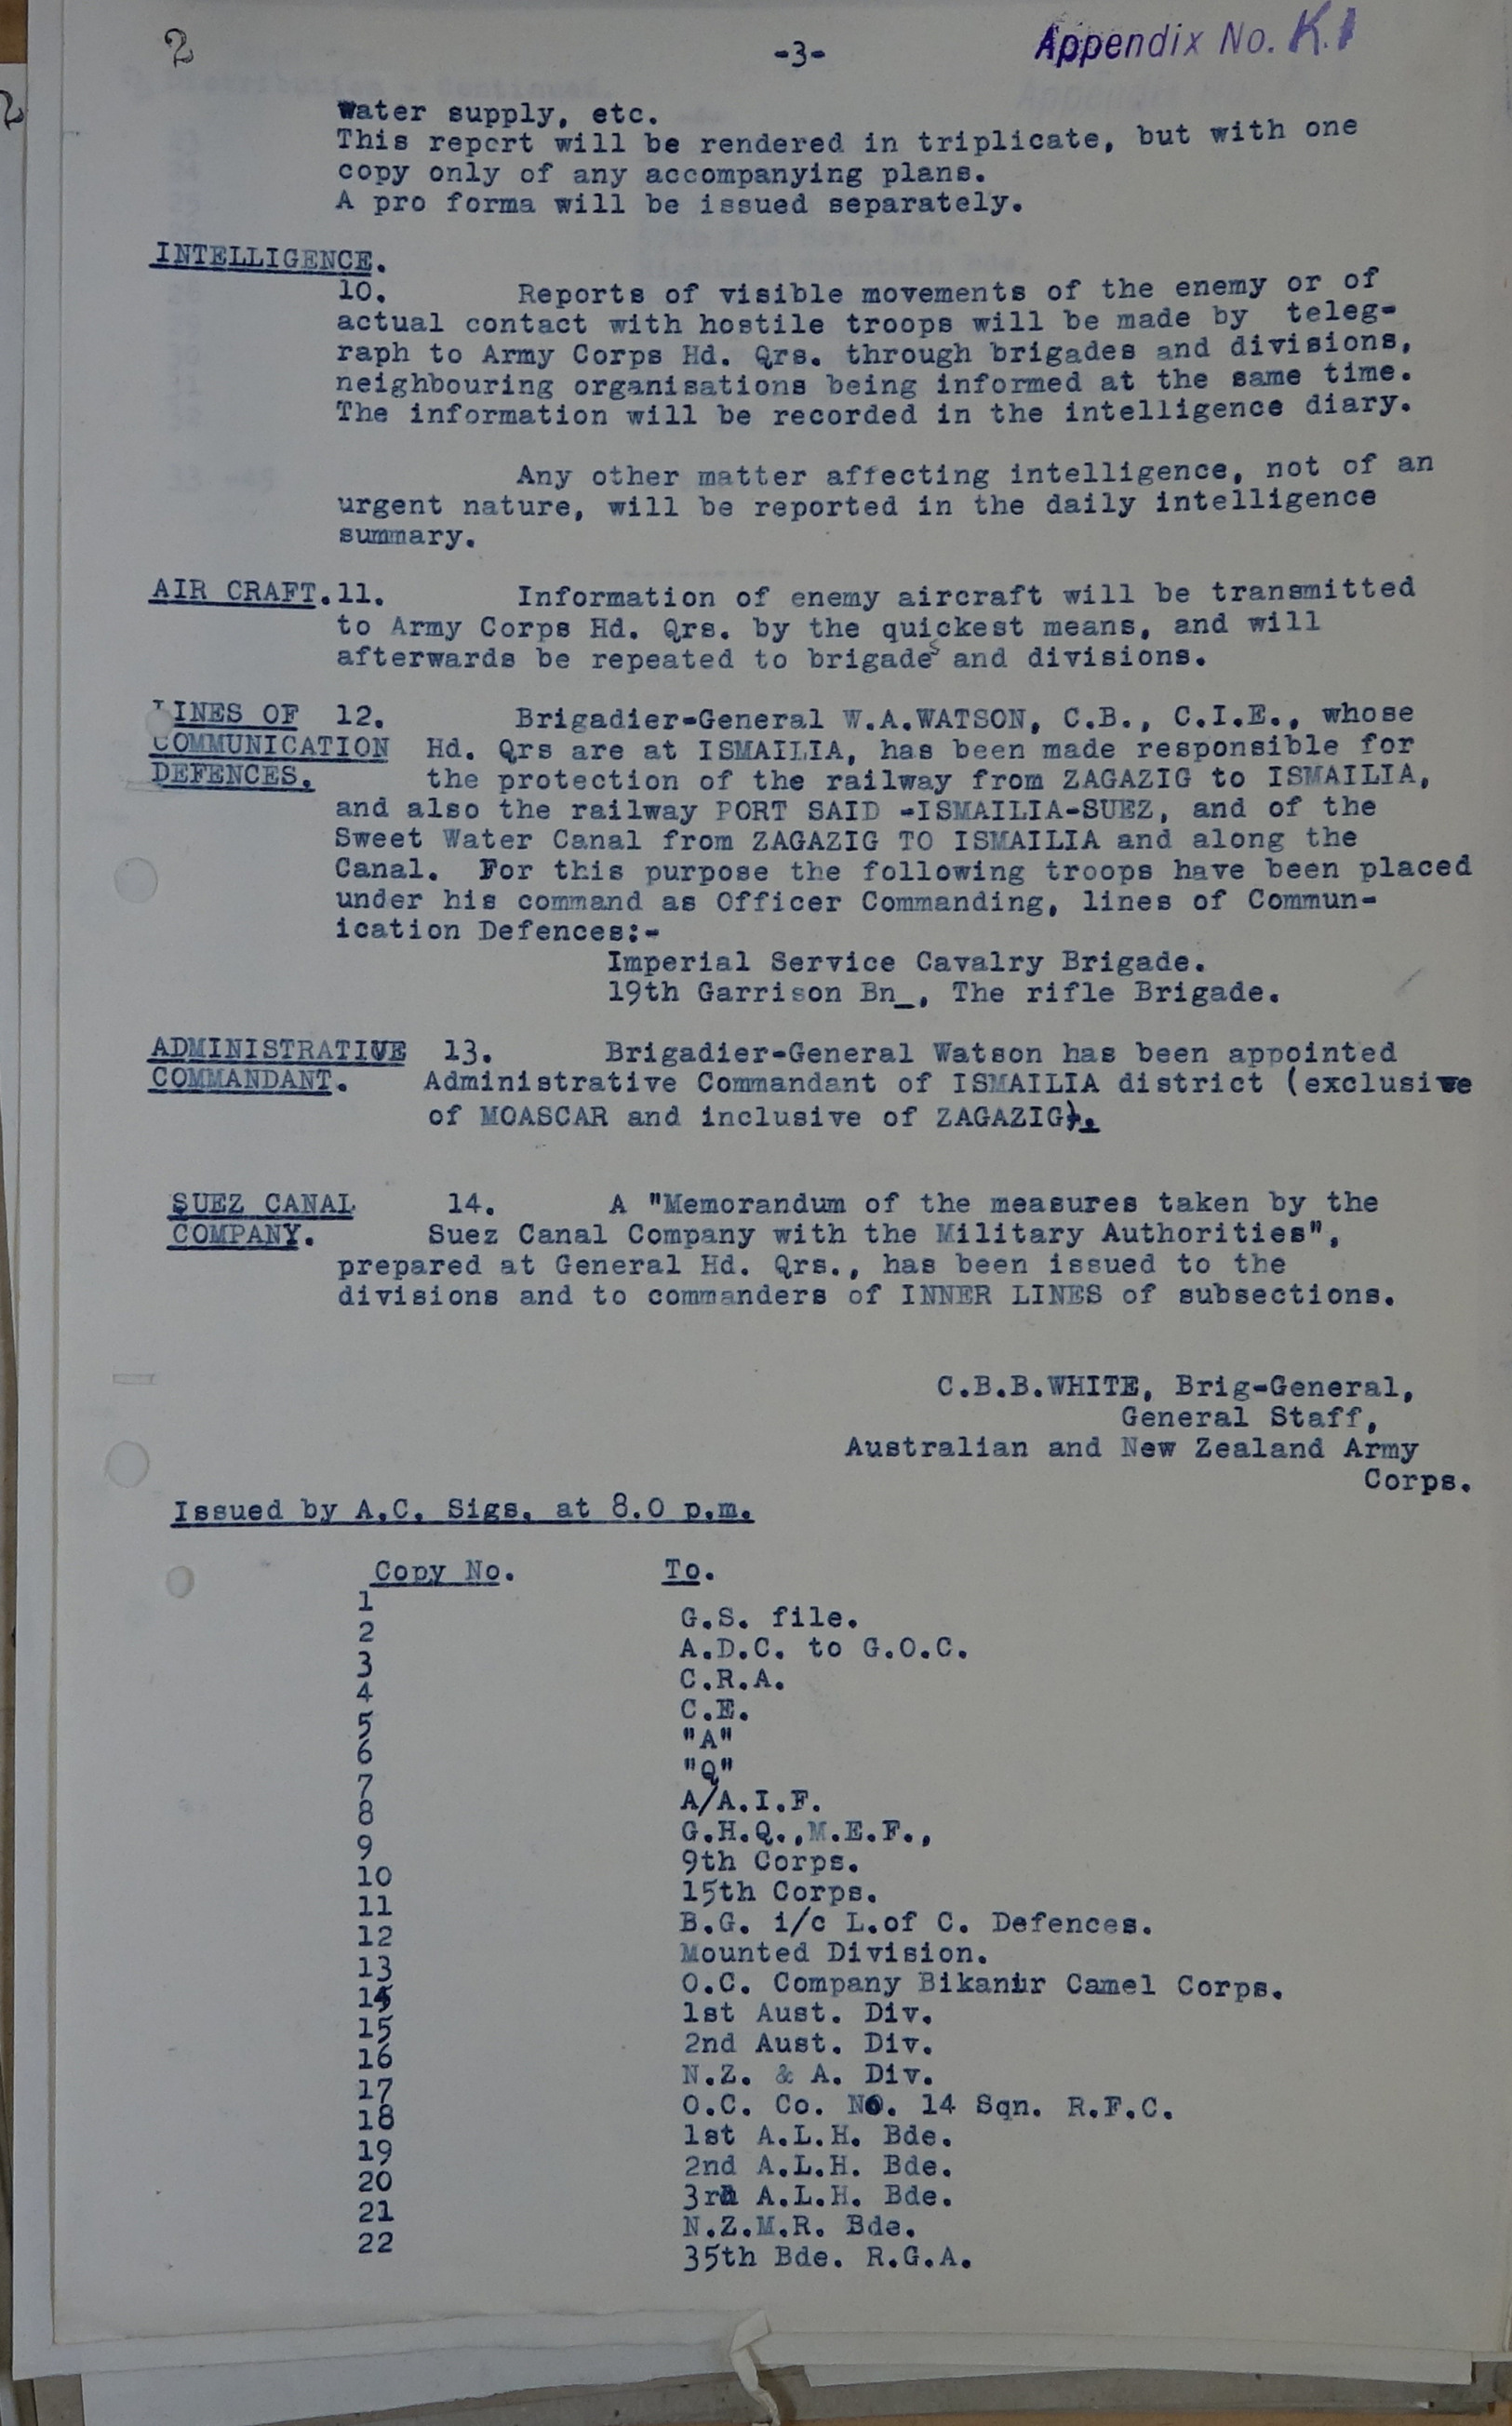 2
-3-
Appendix No. K.1
Water supply, etc.
This report will be rendered in triplicate, but with one
copy only of any accompanying plans.
A pro forma will be issued separately.
INTELLIGENCE.
10. Reports of visible movements of the enemy or of
actual contact with hostile troops will be made by teleg-
raph to Army Corps Hd. Qrs. through brigades and divisions,
neighbouring organisations being informed at the same time.
The information will be recorded in the intelligence diary.
Any other matter affecting intelligence, not of an
urgent nature, will be reported in the daily intelligence
summary.
AIR CRAFT. 11. Information of enemy aircraft will be transmitted
to Army Corps Hd. Qrs. by the quickest means, and will
afterwards be repeated to brigades and divisions.
LINES OF 12. Brigadier-General W.A.WATSON, C.B., C.I.E., whose
COMMUNICATION Hd. Qrs are at ISMAILIA, has been made responsible for
DEFENCES. the protection of the railway from ZAGAZIG to ISMAILIA,
and also the railway PORT SAID -ISMAILIA-SUEZ, and of the
Sweet Water Canal from ZAGAZIG TO ISMAILIA and along the
Canal. For this purpose the following troops have been placed
under his command as Officer Commanding, lines of Commun-
ication Defences:-
Imperial Service Cavalry Brigade.
19th Garrison Bn_, The rifle Brigade.
ADMINISTRATIVE 13. Brigadier-General Watson has been appointed
COMMANDANT. Administrative Commandant of ISMAILIA district (exclusive
of MOASCAR and inclusive of ZAGAZIG).
SUEZ CANAL 14. A "Memorandum of the measures taken by the
COMPANY. Suez Canal Company with the Military Authorities",
prepared at General Hd. Qrs., has been issued to the
divisions and to commanders of INNER LINES of subsections.
C.B.B.WHITE, Brig-General,
General Staff,
Australian and New Zealand Army
Corps.
Issued by A.C. Sigs. at 8.0 p.m.
Copy No. To.
1 G.S. file.
2 A.D.C. to G.O.C.
3 C.R.A.
4 C.E.
5 "A"
6 "Q"
7 A/A.I.F.
8 G.H.Q.,M.E.F.,
9 9th Corps.
10 15th Corps.
11 B.G. i/c L.of C. Defences.
12 Mounted Division.
13 O.C. Company Bikanir Camel Corps.
14 1st Aust. Div.
15 2nd Aust. Div.
16 N.Z. & A. Div.
17 O.C. Co. No. 14 Sqn. R.F.C.
18 1st A.L.H. Bde.
19 2nd A.L.H. Bde.
20 3rd A.L.H. Bde.
21 N.Z.M.R. Bde.
22 35th Bde. R.G.A.